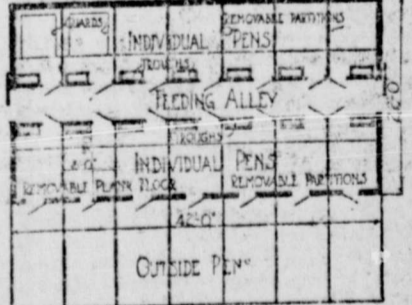 GUARDS
REMOVABLE PARTITIONS
INDIVIDUAL PENS
TROUGHS
FEEDING ALLEY
TROUGHS
INDIVIDUAL PENS
REMOVABLE PLANK FLOOR
REMOVABLE PARTITIONS
42'-0"
OUTSIDE PENS